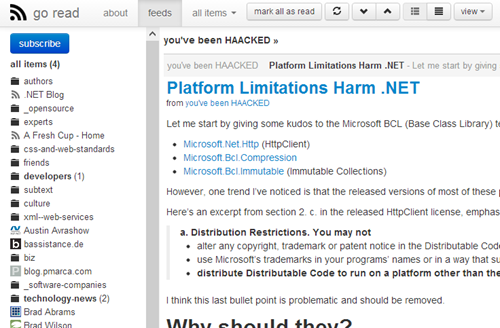 go read
about
feeds
all items
mark all as read
view
subscribe
all items (4)
authors
.NET Blog
_opensource
experts
A Fresh Cup - Home
css-and-web-standards
friends
developers (1)
subtext
culture
xml--web-services
Austin Avrashow
bassistance.de
biz
blog.pmarca.com
_software-companies
technology-news (2)
Brad Abrams
Brad Wilson
you've been HAACKED »
you've been HAACKED Platform Limitations Harm .NET - Let me start by giving
Platform Limitations Harm .NET
from you've been HAACKED
Let me start by giving some kudos to the Microsoft BCL (Base Class Library) te
Microsoft.Net.Http (HttpClient)
Microsoft.Bcl.Compression
Microsoft.Bcl.Immutable (Immutable Collections)
However, one trend I've noticed is that the released versions of most of these p
Here's an excerpt from section 2. c. in the released HttpClient license, emphas
a. Distribution Restrictions. You may not
alter any copyright, trademark or patent notice in the Distributable Cod
use Microsoft's trademarks in your programs' names or in a way that su
distribute Distributable Code to run on a platform other than the
I think this last bullet point is problematic and should be removed.
Why should they?